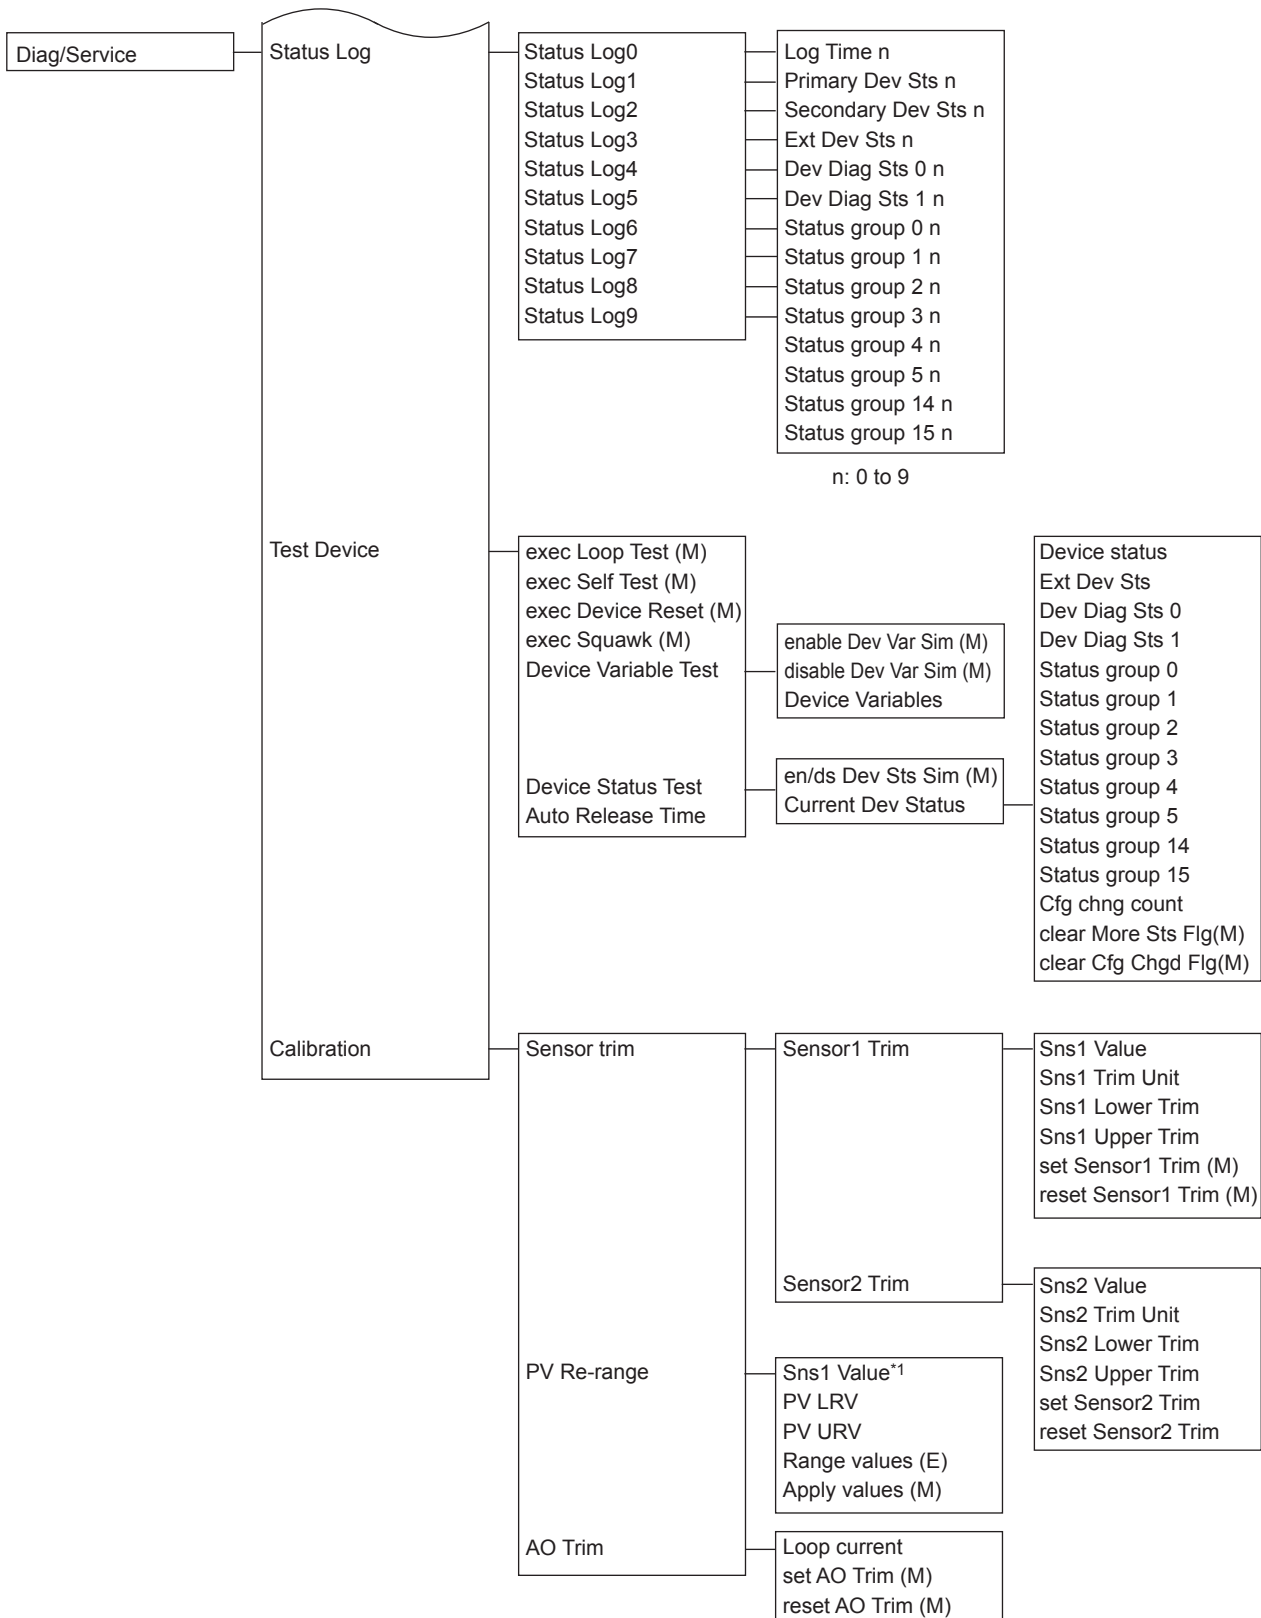 Diag/Service
Status Log
Status Log0
Status Log1
Status Log2
Status Log3
Status Log4
Status Log5
Status Log6
Status Log7
Status Log8
Status Log9
Log Time n
Primary Dev Sts n
Secondary Dev Sts n
Ext Dev Sts n
Dev Diag Sts 0 n
Dev Diag Sts 1 n
Status group 0 n
Status group 1 n
Status group 2 n
Status group 3 n
Status group 4 n
Status group 5 n
Status group 14 n
Status group 15 n
n: 0 to 9
Test Device
exec Loop Test (M)
exec Self Test (M)
exec Device Reset (M)
exec Squawk (M)
Device Variable Test
Device Status Test
Auto Release Time
enable Dev Var Sim (M)
disable Dev Var Sim (M)
Device Variables
en/ds Dev Sts Sim (M)
Current Dev Status
Device status
Ext Dev Sts
Dev Diag Sts 0
Dev Diag Sts 1
Status group 0
Status group 1
Status group 2
Status group 3
Status group 4
Status group 5
Status group 14
Status group 15
Cfg chng count
clear More Sts Flg(M)
clear Cfg Chgd Flg(M)
Calibration
Sensor trim
PV Re-range
AO Trim
Sensor1 Trim
Sensor2 Trim
Sns1 Value
Sns1 Trim Unit
Sns1 Lower Trim
Sns1 Upper Trim
set Sensor1 Trim (M)
reset Sensor1 Trim (M)
Sns2 Value
Sns2 Trim Unit
Sns2 Lower Trim
Sns2 Upper Trim
set Sensor2 Trim
reset Sensor2 Trim
Sns1 Value*1
PV LRV
PV URV
Range values (E)
Apply values (M)
Loop current
set AO Trim (M)
reset AO Trim (M)